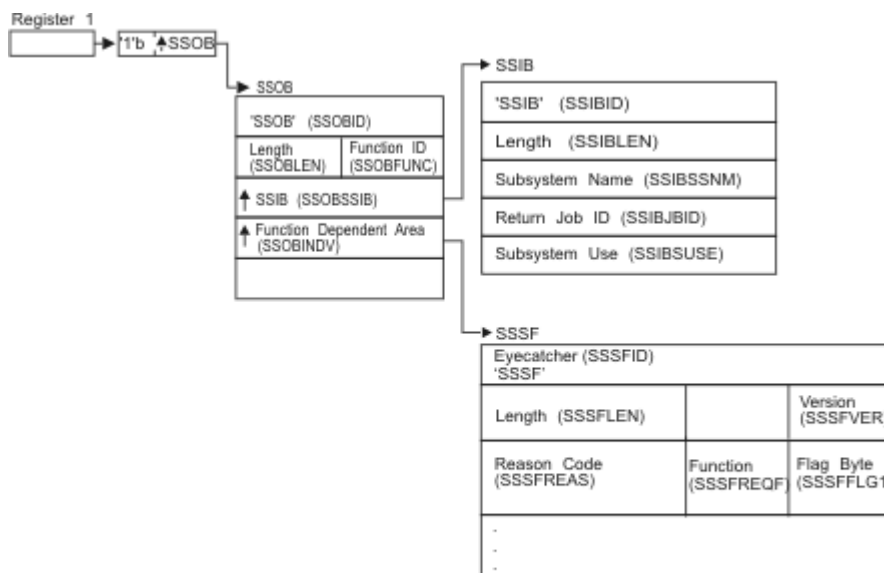 Register 1
'1'b ↑SSOB
SSOB
'SSOB' (SSOBID)
Length
(SSOBLEN)
Function ID
(SSOBFUNC)
↑ SSIB (SSOBSSIB)
↑ Function Dependent Area
(SSOBINDV)
SSIB
'SSIB' (SSIBID)
Length (SSIBLEN)
Subsystem Name (SSIBSSNM)
Return Job ID (SSIBJBID)
Subsystem Use (SSIBSUSE)
SSSF
Eyecatcher (SSSFID)
'SSSF'
Length (SSSFLEN)
Version
(SSSFVER
Reason Code
(SSSFREAS)
Function
(SSSFREQF)
Flag Byte
(SSSFFLG1
.
.
.